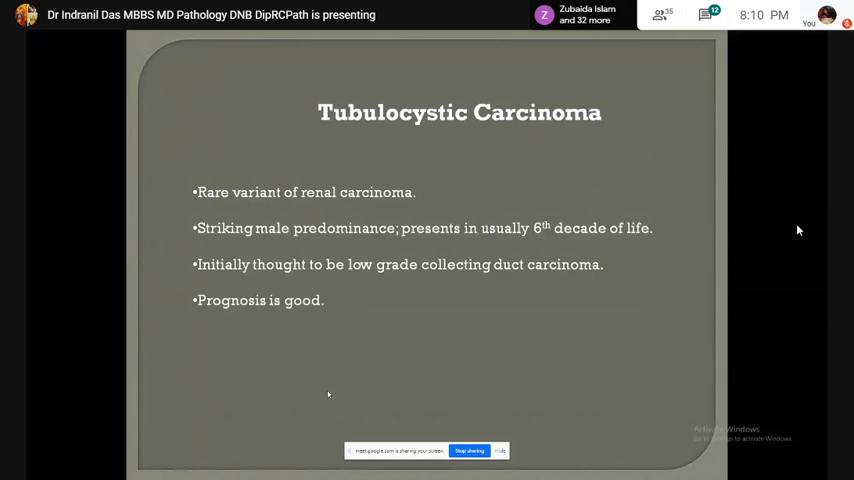 Dr Indranil Das MBBS MD Pathology DNB DipRCPath is presenting
Z
Zubaida Islam
and 32 more
35
12
8:10 PM
You
Tubulocystic Carcinoma
•Rare variant of renal carcinoma.
•Striking male predominance; presents in usually 6th decade of life.
•Initially thought to be low grade collecting duct carcinoma.
•Prognosis is good.
Activate Windows
Go to Settings to activate Windows.
meet.google.com is sharing your screen.
Stop sharing
Hide